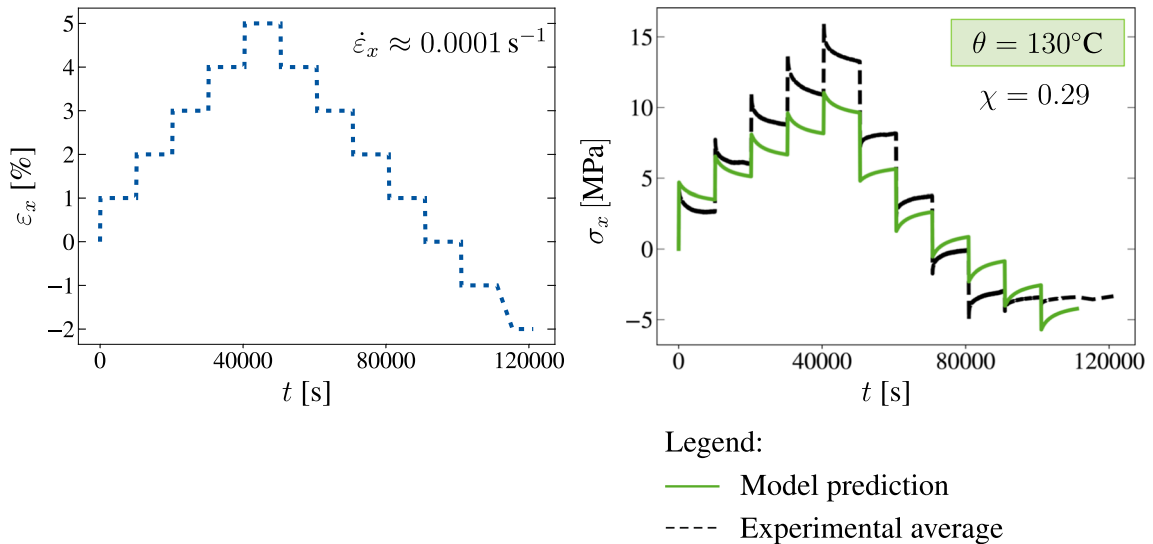 5
4
3
2
1
0
−1
−2
ε̇ₓ ≈ 0.0001 s⁻¹
εₓ [%]
0 40000 80000 120000
t [s]
15
10
5
0
−5
θ = 130°C
χ = 0.29
σₓ [MPa]
0 40000 80000 120000
t [s]
Legend:
Model prediction
Experimental average